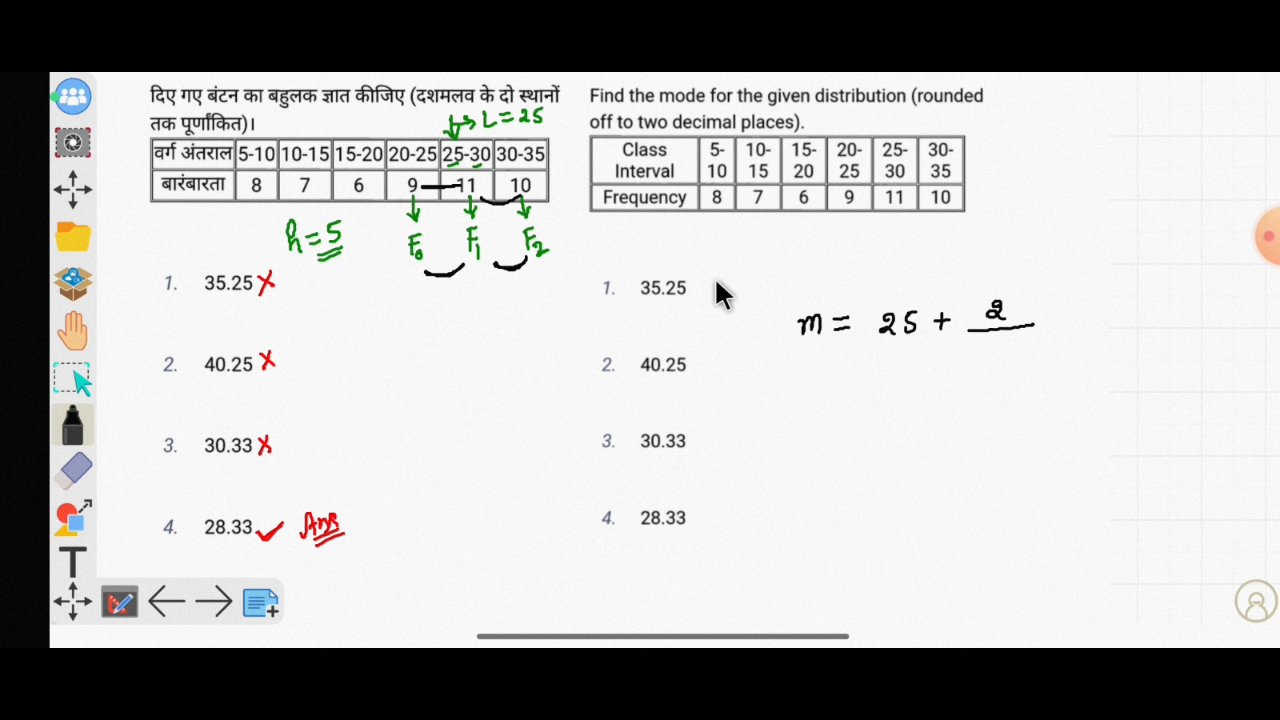 दिए गए बंटन का बहुलक ज्ञात कीजिए (दशमलव के दो स्थानों
तक पूर्णांकित)।
L = 25
वर्ग अंतराल 5-10 10-15 15-20 20-25 25-30 30-35
बारंबारता 8 7 6 9 11 10
h = 5
F₀ F₁ F₂
1. 35.25 X
2. 40.25 X
3. 30.33 X
4. 28.33 ✓ Ans
Find the mode for the given distribution (rounded
off to two decimal places).
Class 5- 10- 15- 20- 25- 30-
Interval 10 15 20 25 30 35
Frequency 8 7 6 9 11 10
1. 35.25
m = 25 + 2
2. 40.25
3. 30.33
4. 28.33
T